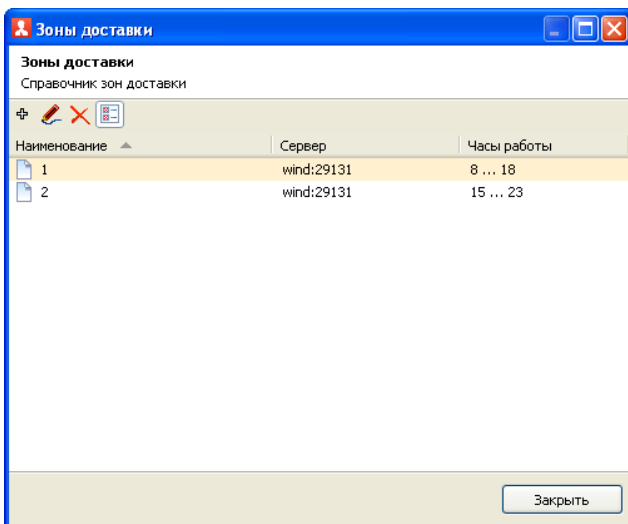 Зоны доставки
Зоны доставки
Справочник зон доставки
Наименование Сервер Часы работы
1 wind:29131 8 ... 18
2 wind:29131 15 ... 23
Закрыть